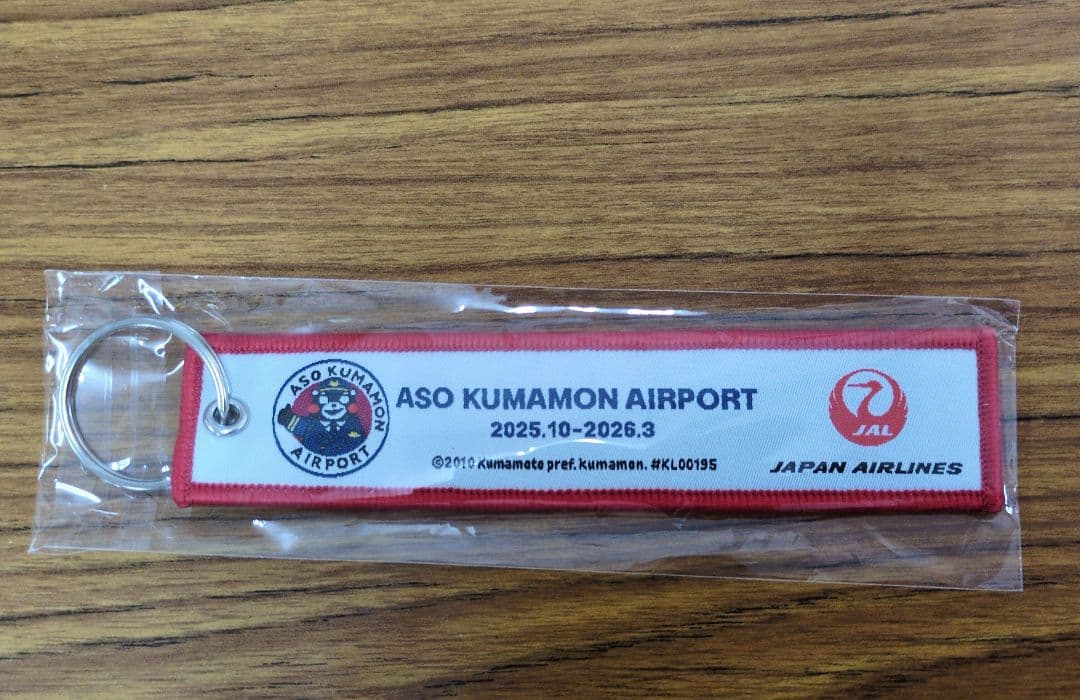 ASO KUMAMON
AIRPORT
ASO KUMAMON AIRPORT
2025.10-2026.3
©2010 kumamoto pref. kumamon. #KL00195
JAL
JAPAN AIRLINES